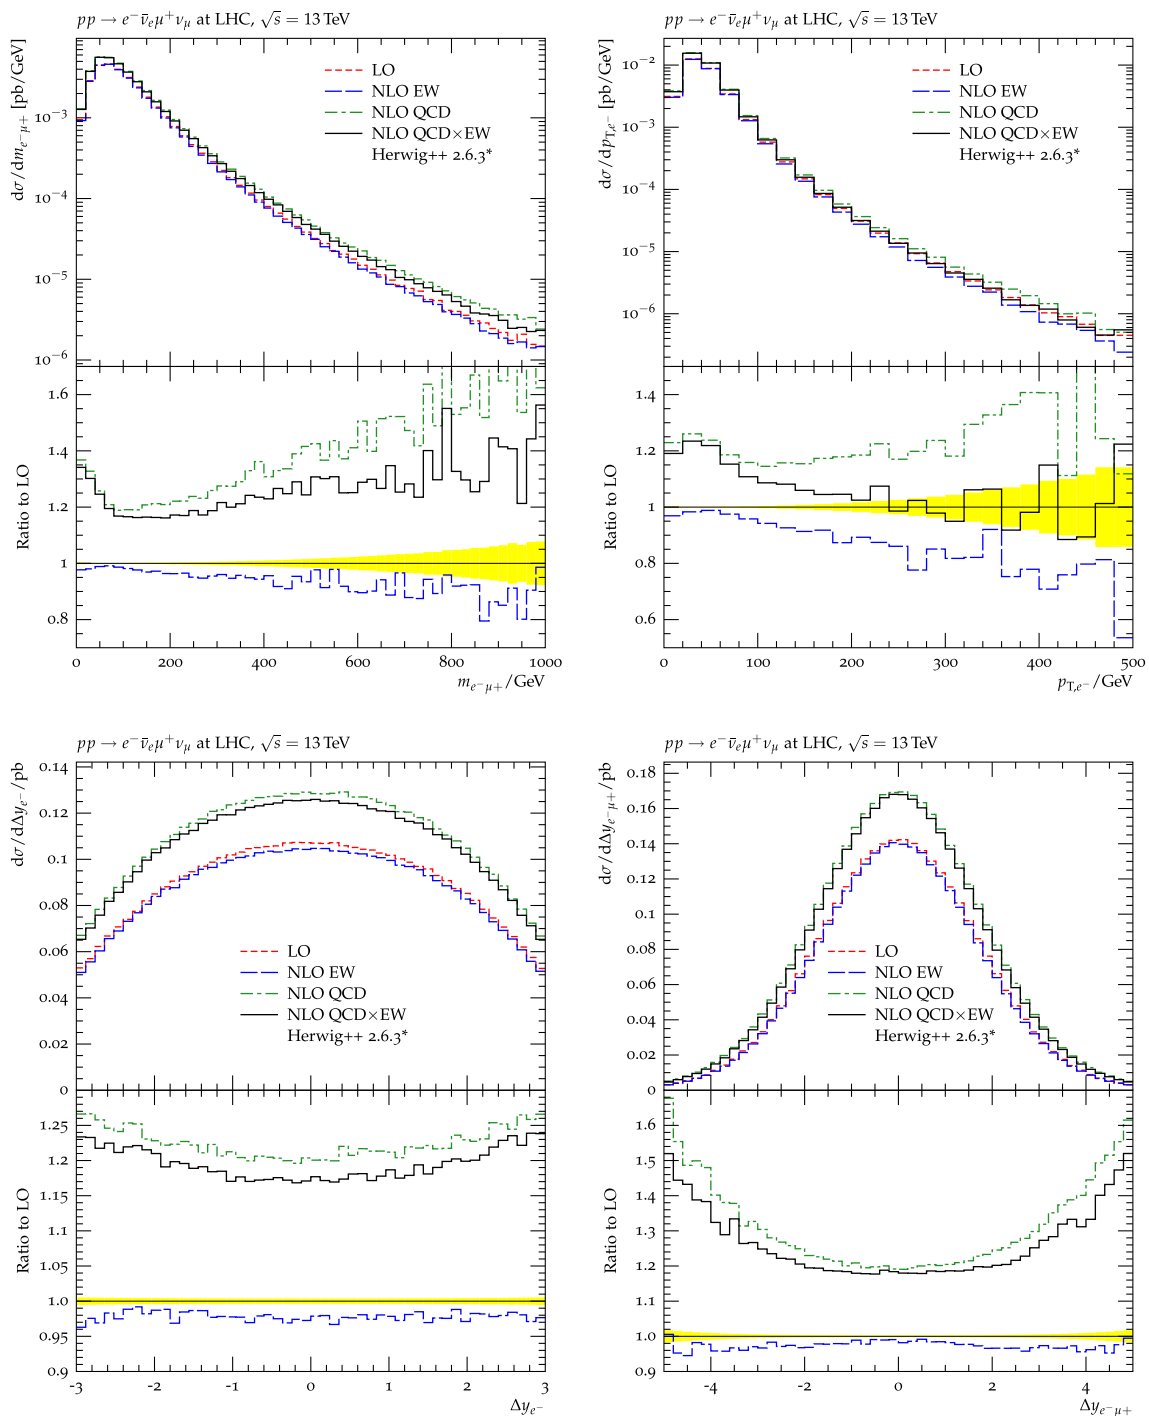 pp → e⁻ν̄ₑμ⁺ν_μ at LHC, √s = 13 TeV
dσ/dm_{e⁻μ+} [pb/GeV]
10⁻³
10⁻⁴
10⁻⁵
10⁻⁶
LO
NLO EW
NLO QCD
NLO QCD×EW
Herwig++ 2.6.3*
Ratio to LO
1.6
1.4
1.2
1
0.8
0 200 400 600 800 1000
m_{e⁻μ+}/GeV
pp → e⁻ν̄ₑμ⁺ν_μ at LHC, √s = 13 TeV
dσ/dp_{T,e⁻} [pb/GeV]
10⁻²
10⁻³
10⁻⁴
10⁻⁵
10⁻⁶
LO
NLO EW
NLO QCD
NLO QCD×EW
Herwig++ 2.6.3*
Ratio to LO
1.4
1.2
1
0.8
0.6
0 100 200 300 400 500
p_{T,e⁻}/GeV
pp → e⁻ν̄ₑμ⁺ν_μ at LHC, √s = 13 TeV
dσ/dΔy_{e⁻}/pb
0.14
0.12
0.1
0.08
0.06
0.04
0.02
0
LO
NLO EW
NLO QCD
NLO QCD×EW
Herwig++ 2.6.3*
Ratio to LO
1.25
1.2
1.15
1.1
1.05
1.0
0.95
0.9
-3 -2 -1 0 1 2 3
Δy_{e⁻}
pp → e⁻ν̄ₑμ⁺ν_μ at LHC, √s = 13 TeV
dσ/dΔy_{e⁻μ+}/pb
0.18
0.16
0.14
0.12
0.1
0.08
0.06
0.04
0.02
0
LO
NLO EW
NLO QCD
NLO QCD×EW
Herwig++ 2.6.3*
Ratio to LO
1.6
1.5
1.4
1.3
1.2
1.1
1.0
0.9
-4 -2 0 2 4
Δy_{e⁻μ+}